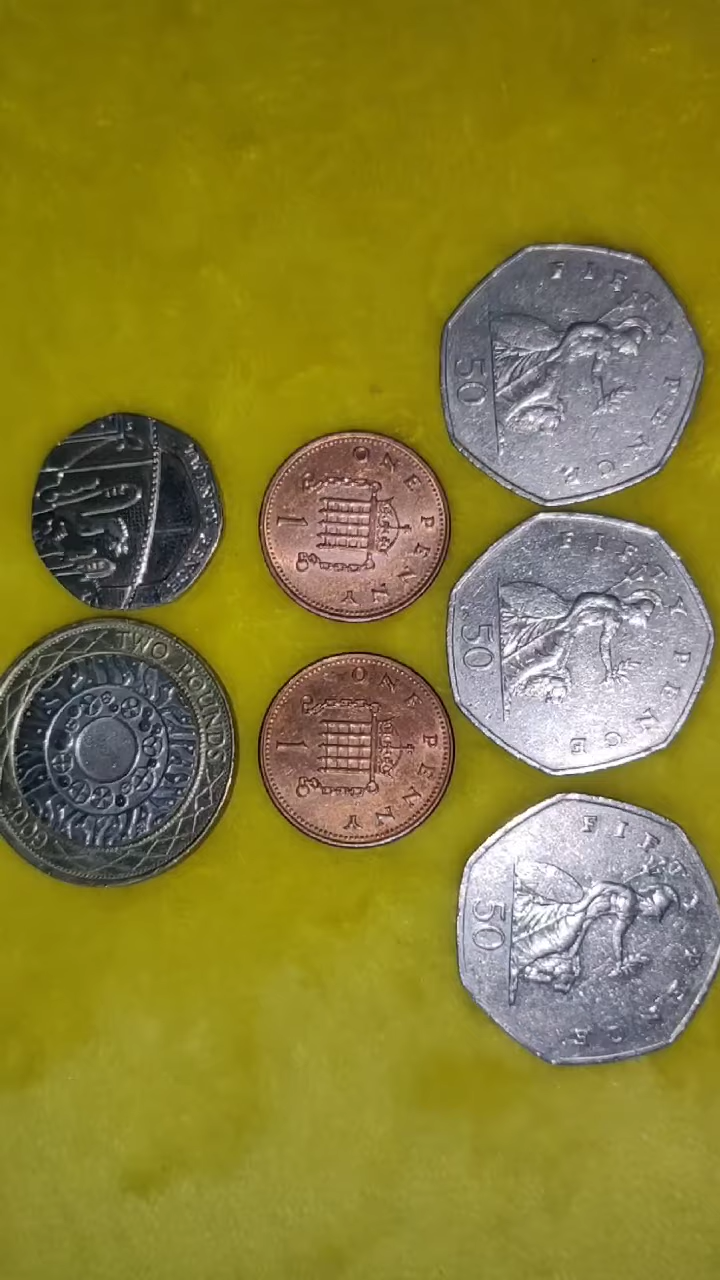 TWENTY PENCE
TWO POUNDS
ONE PENNY
1
ONE PENNY
1
FIFTY PENCE
50
FIFTY PENCE
50
FIFTY PENCE
50